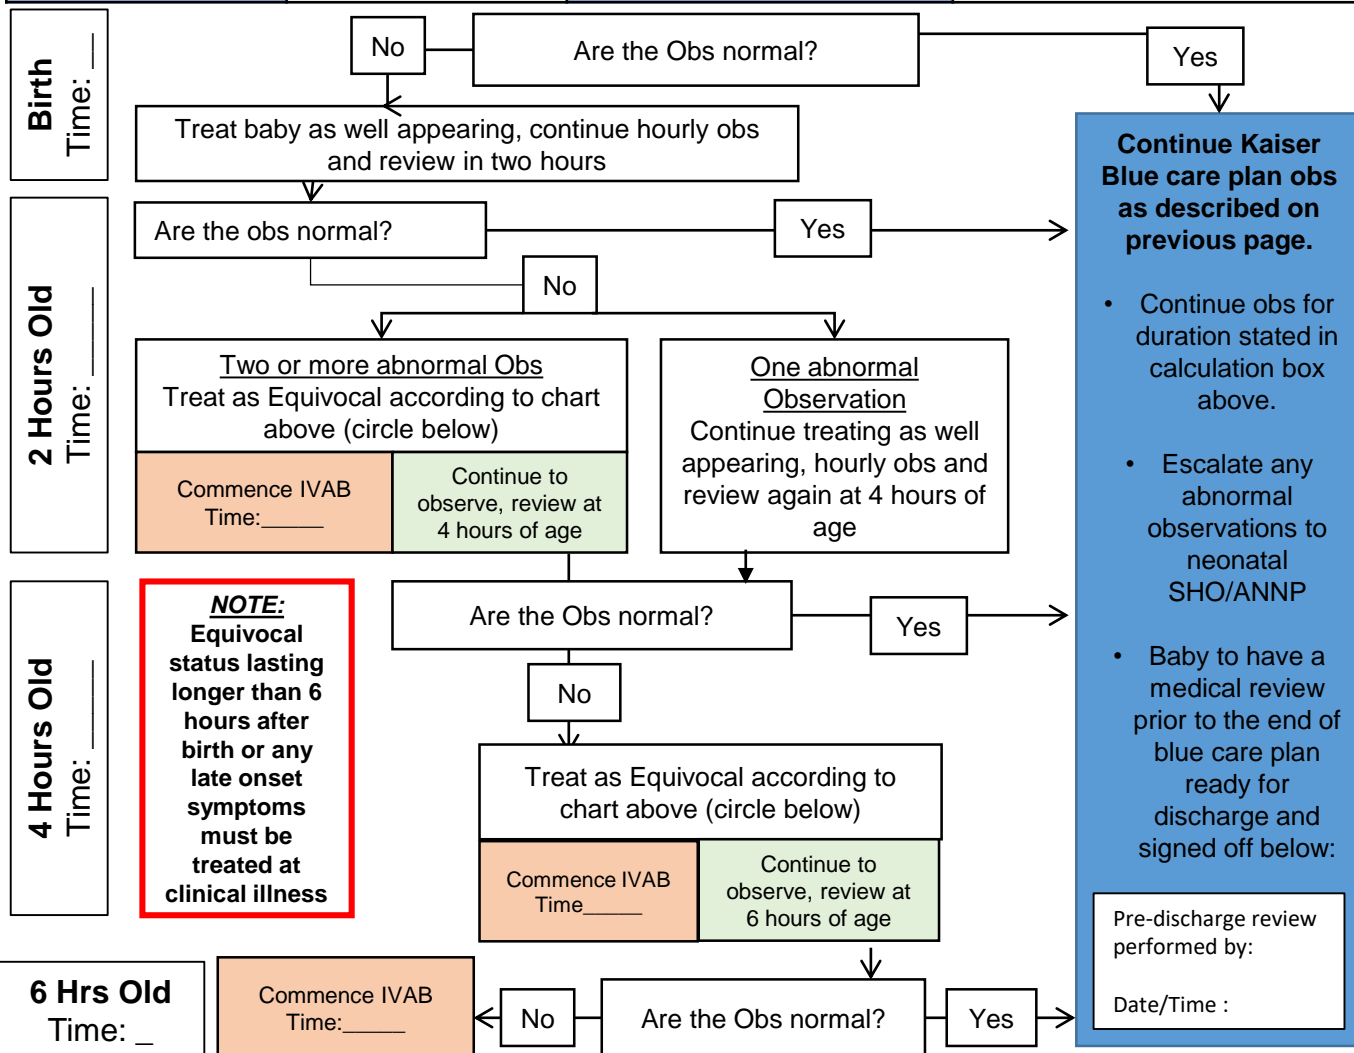 Birth
Time: __
No
Are the Obs normal?
Yes
Treat baby as well appearing, continue hourly obs
and review in two hours
2 Hours Old
Time: _____
Are the obs normal?
Yes
No
Two or more abnormal Obs
Treat as Equivocal according to chart
above (circle below)
Commence IVAB
Time:_____
Continue to
observe, review at
4 hours of age
One abnormal
Observation
Continue treating as well
appearing, hourly obs and
review again at 4 hours of
age
4 Hours Old
Time: _____
NOTE:
Equivocal
status lasting
longer than 6
hours after
birth or any
late onset
symptoms
must be
treated at
clinical illness
Are the Obs normal?
Yes
No
Treat as Equivocal according to
chart above (circle below)
Commence IVAB
Time_____
Continue to
observe, review at
6 hours of age
6 Hrs Old
Time: _
Commence IVAB
Time:_____
No
Are the Obs normal?
Yes
Continue Kaiser
Blue care plan obs
as described on
previous page.
• Continue obs for
duration stated in
calculation box
above.
• Escalate any
abnormal
observations to
neonatal
SHO/ANNP
• Baby to have a
medical review
prior to the end of
blue care plan
ready for
discharge and
signed off below:
Pre-discharge review
performed by:
Date/Time :